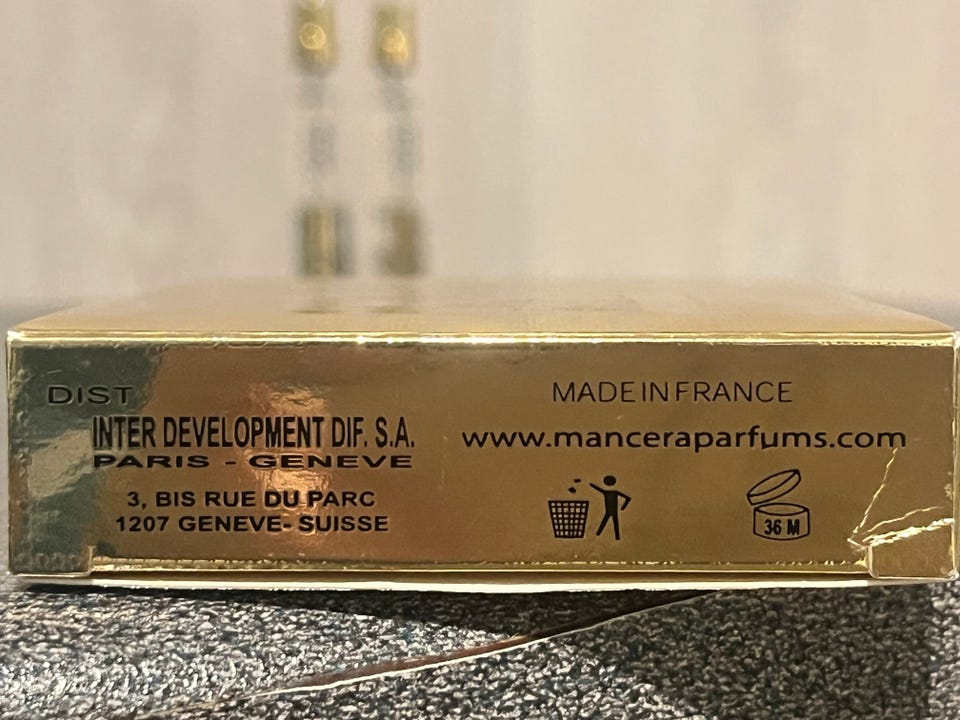 DIST
INTER DEVELOPMENT DIF. S.A.
PARIS - GENEVE
3, BIS RUE DU PARC
1207 GENEVE- SUISSE
MADE IN FRANCE
www.manceraparfums.com
36 M